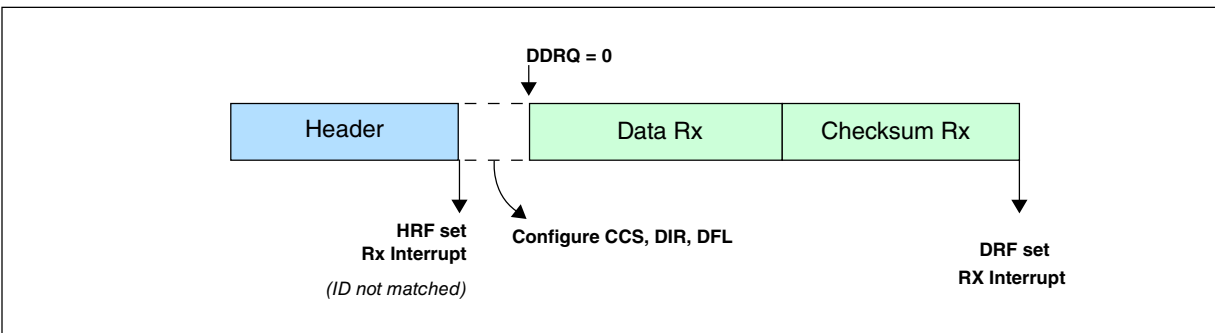 DDRQ = 0
Header
Data Rx
Checksum Rx
HRF set
Rx Interrupt
(ID not matched)
Configure CCS, DIR, DFL
DRF set
RX Interrupt